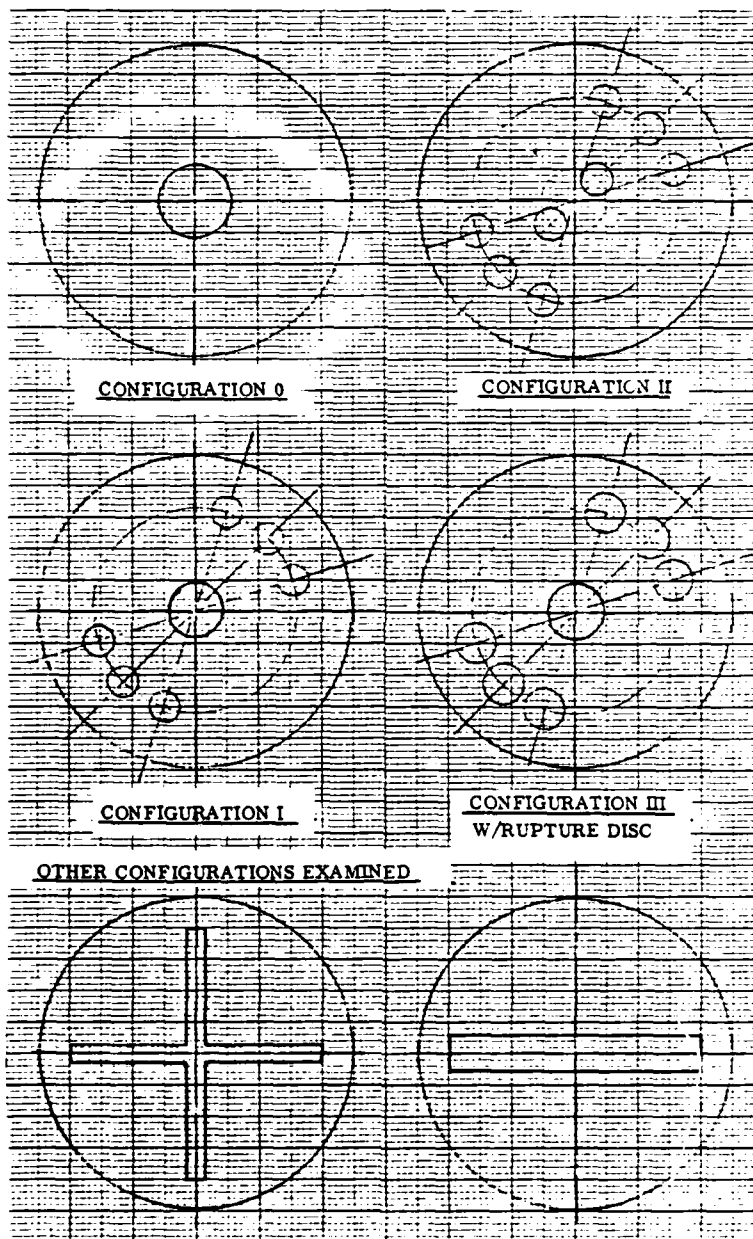 CONFIGURATION 0
CONFIGURATION II
CONFIGURATION I
CONFIGURATION III
W/RUPTURE DISC
OTHER CONFIGURATIONS EXAMINED